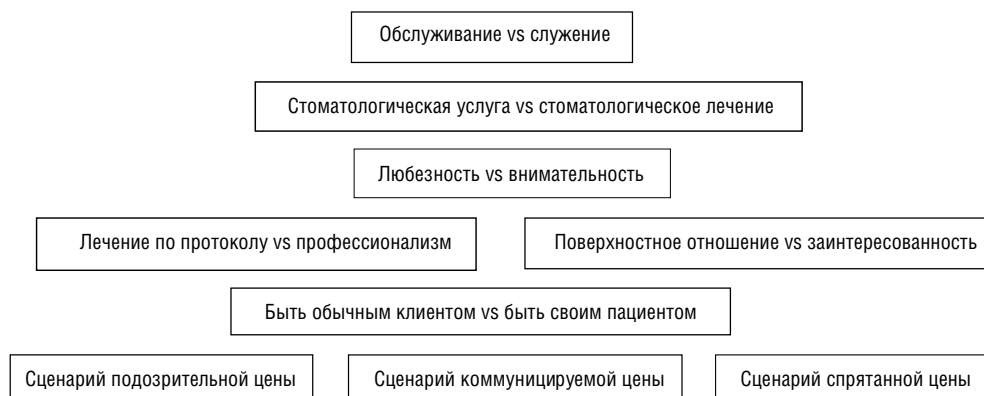 Обслуживание vs служение
Стоматологическая услуга vs стоматологическое лечение
Любезность vs внимательность
Лечение по протоколу vs профессионализм
Поверхностное отношение vs заинтересованность
Быть обычным клиентом vs быть своим пациентом
Сценарий подозрительной цены
Сценарий коммуницируемой цены
Сценарий спрятанной цены